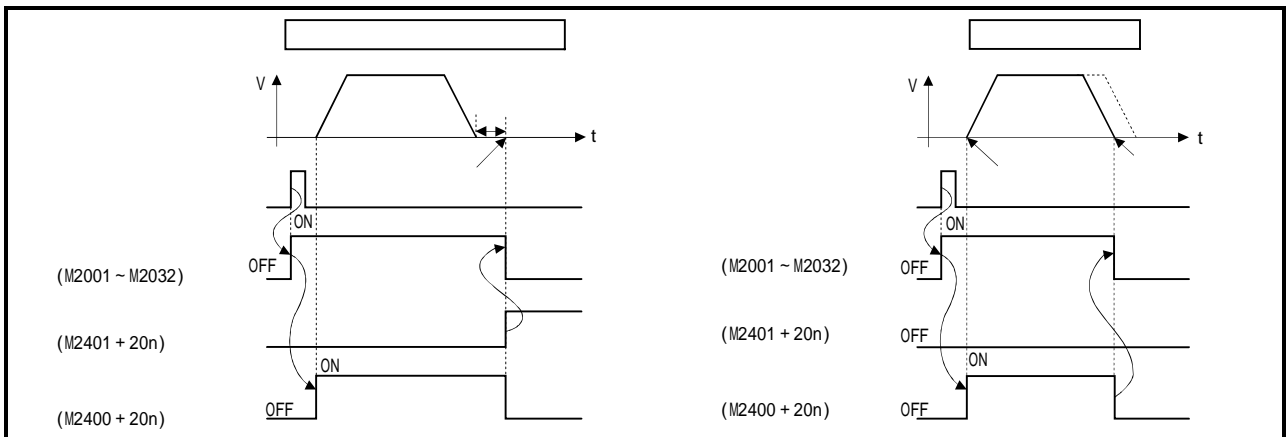 V
t
ON
OFF
(M2001 ~ M2032)
(M2401 + 20n)
ON
OFF
(M2400 + 20n)
V
t
ON
OFF
(M2001 ~ M2032)
OFF
(M2401 + 20n)
ON
OFF
(M2400 + 20n)